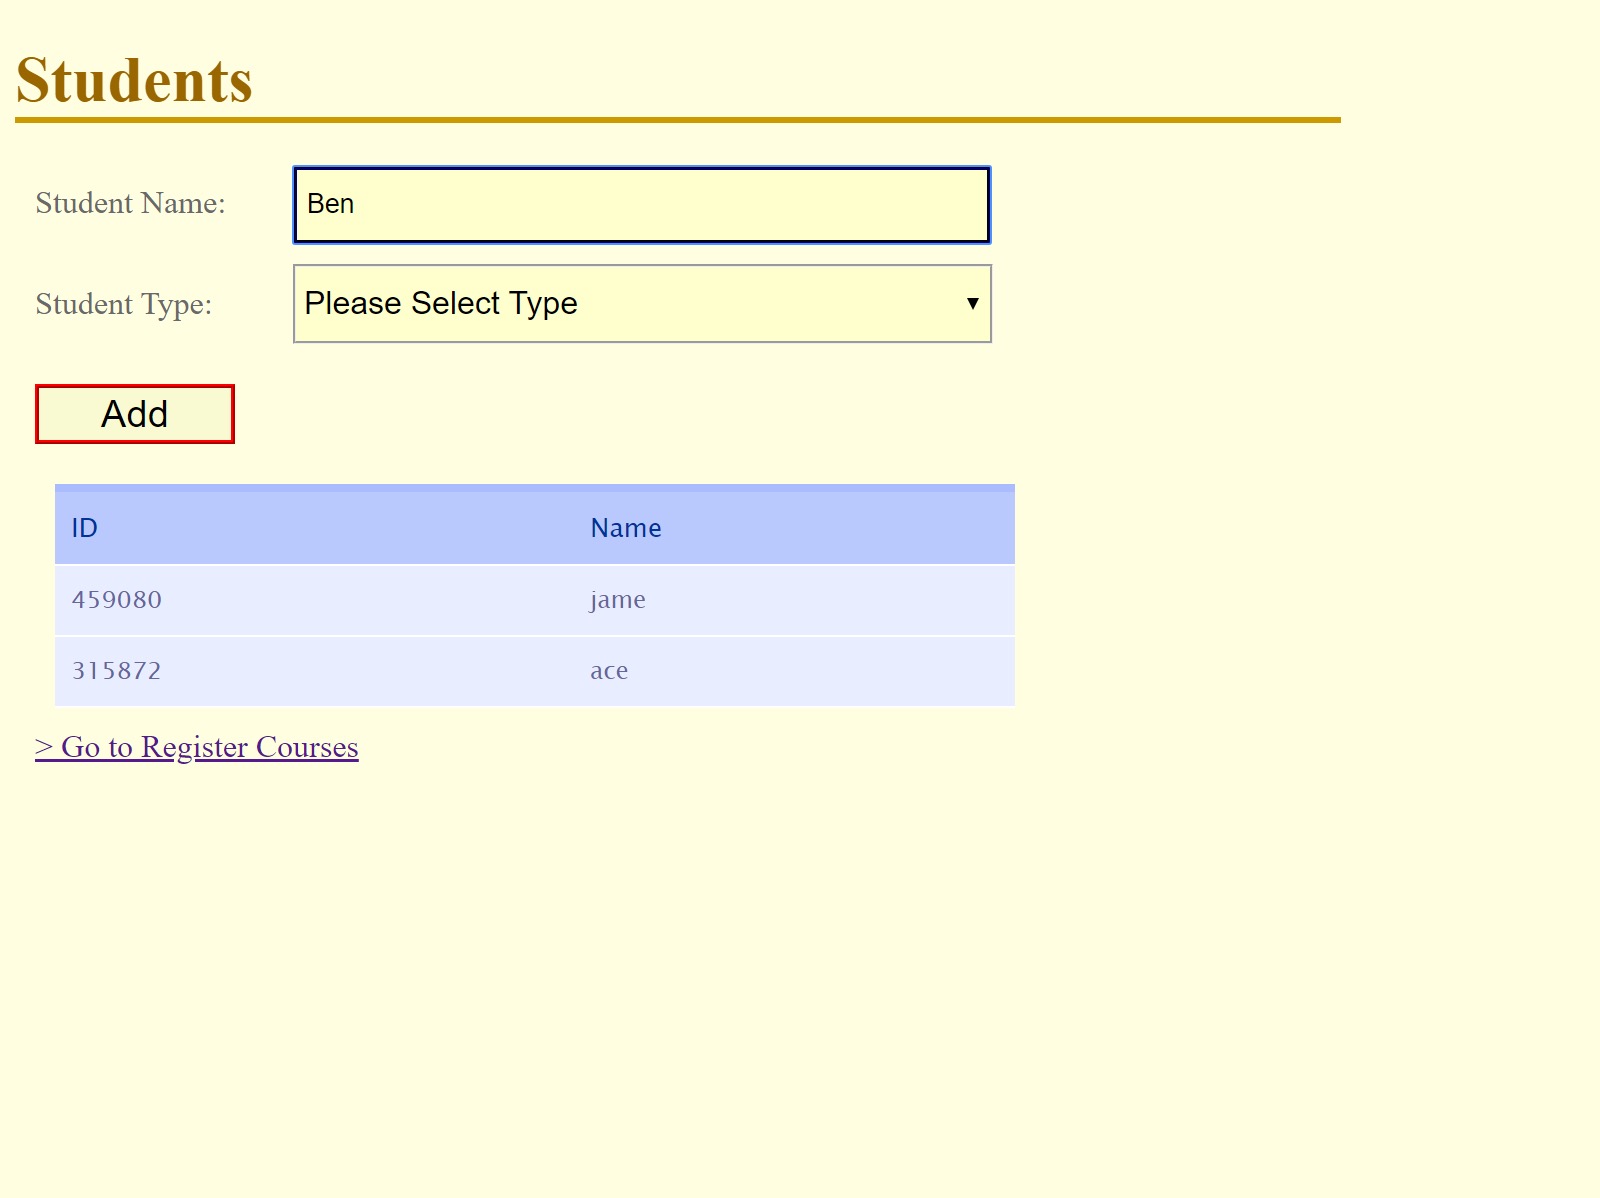 Students
Student Name: Ben
Student Type: Please Select Type
Add
ID Name
459080 jame
315872 ace
> Go to Register Courses